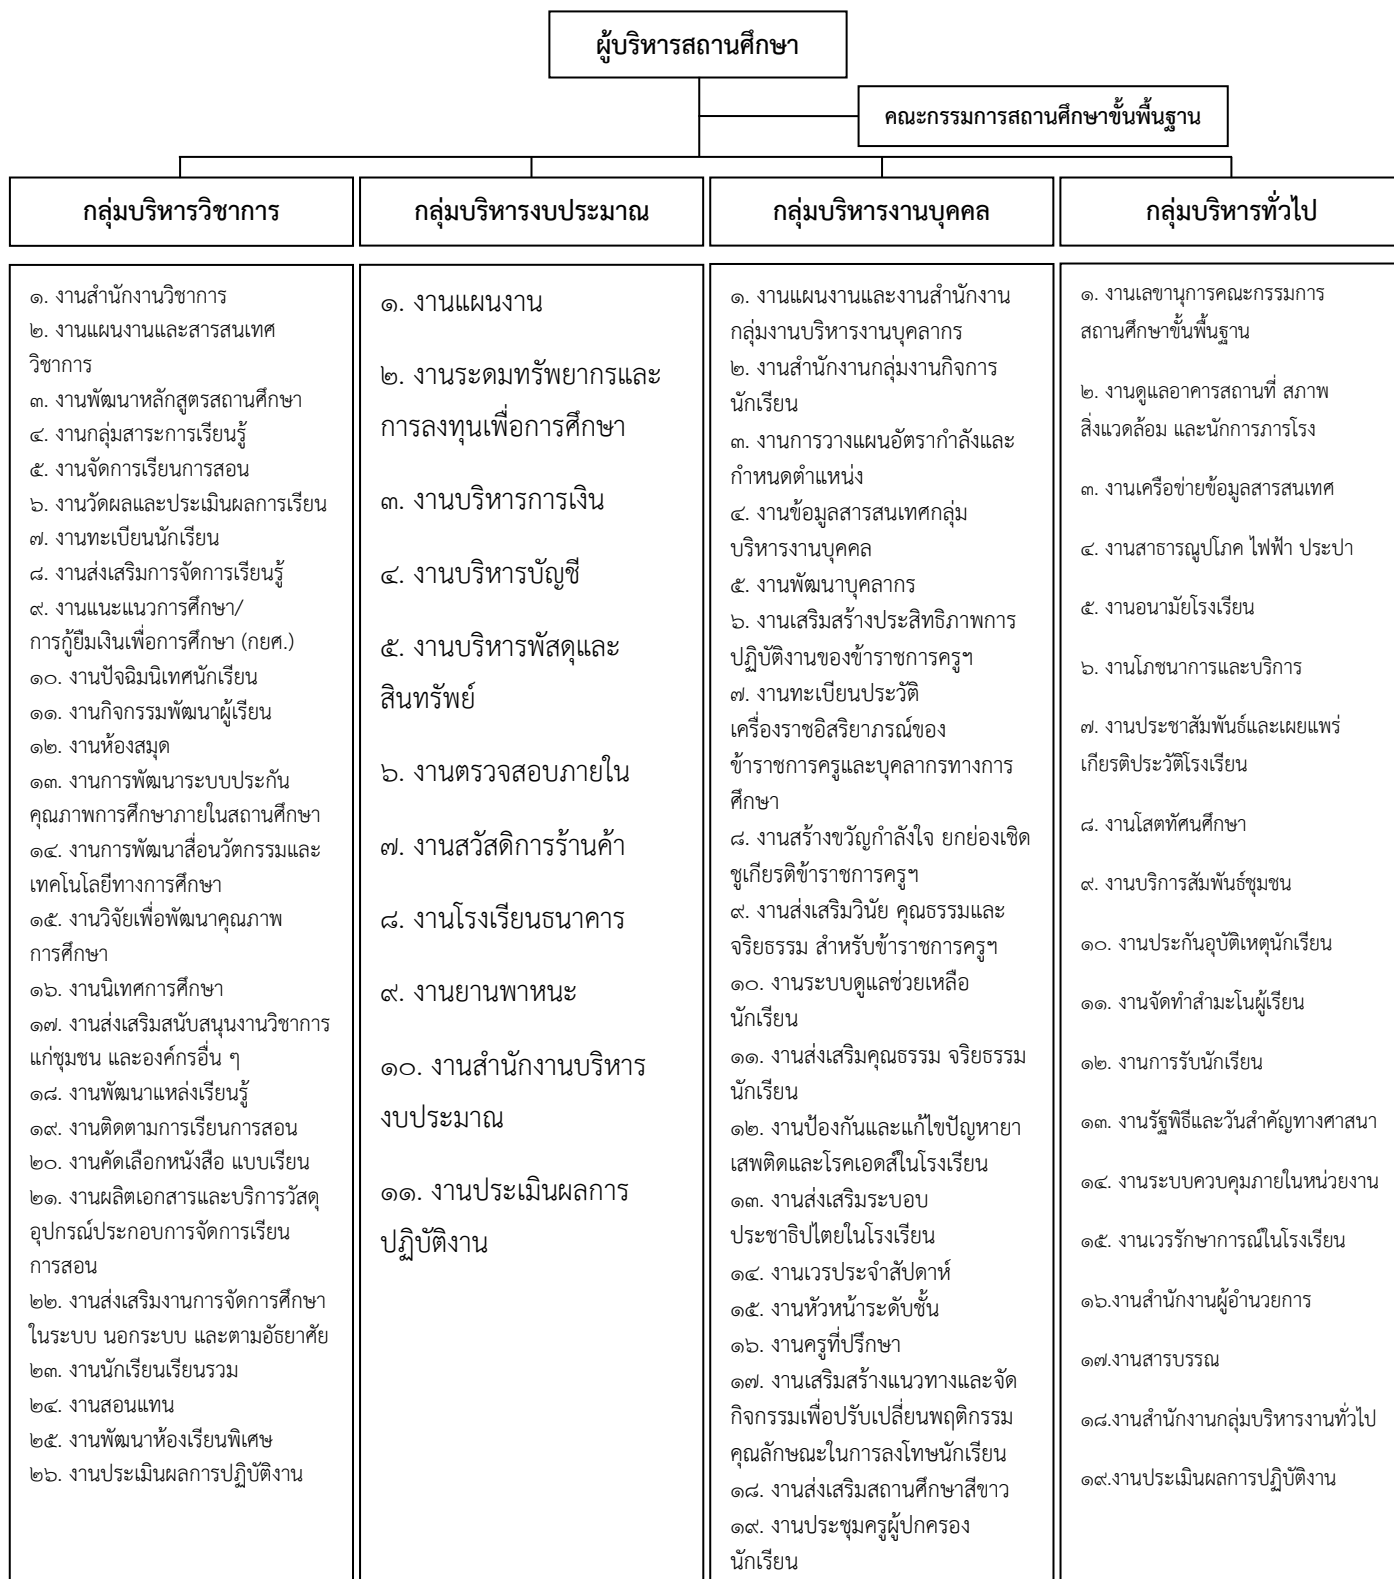 ผู้บริหารสถานศึกษา
คณะกรรมการสถานศึกษาขั้นพื้นฐาน
กลุ่มบริหารวิชาการ
๑. งานสำนักงานวิชาการ
๒. งานแผนงานและสารสนเทศ
วิชาการ
๓. งานพัฒนาหลักสูตรสถานศึกษา
๔. งานกลุ่มสาระการเรียนรู้
๕. งานจัดการเรียนการสอน
๖. งานวัดผลและประเมินผลการเรียน
๗. งานทะเบียนนักเรียน
๘. งานส่งเสริมการจัดการเรียนรู้
๙. งานแนะแนวการศึกษา/
การกู้ยืมเงินเพื่อการศึกษา (กยศ.)
๑๐. งานปัจฉิมนิเทศนักเรียน
๑๑. งานกิจกรรมพัฒนาผู้เรียน
๑๒. งานห้องสมุด
๑๓. งานการพัฒนาระบบประกัน
คุณภาพการศึกษาภายในสถานศึกษา
๑๔. งานการพัฒนาสื่อนวัตกรรมและ
เทคโนโลยีทางการศึกษา
๑๕. งานวิจัยเพื่อพัฒนาคุณภาพ
การศึกษา
๑๖. งานนิเทศการศึกษา
๑๗. งานส่งเสริมสนับสนุนงานวิชาการ
แก่ชุมชน และองค์กรอื่น ๆ
๑๘. งานพัฒนาแหล่งเรียนรู้
๑๙. งานติดตามการเรียนการสอน
๒๐. งานคัดเลือกหนังสือ แบบเรียน
๒๑. งานผลิตเอกสารและบริการวัสดุ
อุปกรณ์ประกอบการจัดการเรียน
การสอน
๒๒. งานส่งเสริมงานการจัดการศึกษา
ในระบบ นอกระบบ และตามอัธยาศัย
๒๓. งานนักเรียนเรียนรวม
๒๔. งานสอนแทน
๒๕. งานพัฒนาห้องเรียนพิเศษ
๒๖. งานประเมินผลการปฏิบัติงาน
กลุ่มบริหารงบประมาณ
๑. งานแผนงาน
๒. งานระดมทรัพยากรและ
การลงทุนเพื่อการศึกษา
๓. งานบริหารการเงิน
๔. งานบริหารบัญชี
๕. งานบริหารพัสดุและ
สินทรัพย์
๖. งานตรวจสอบภายใน
๗. งานสวัสดิการร้านค้า
๘. งานโรงเรียนธนาคาร
๙. งานยานพาหนะ
๑๐. งานสำนักงานบริหาร
งบประมาณ
๑๑. งานประเมินผลการ
ปฏิบัติงาน
กลุ่มบริหารงานบุคคล
๑. งานแผนงานและงานสำนักงาน
กลุ่มงานบริหารงานบุคลากร
๒. งานสำนักงานกลุ่มงานกิจการ
นักเรียน
๓. งานการวางแผนอัตรากำลังและ
กำหนดตำแหน่ง
๔. งานข้อมูลสารสนเทศกลุ่ม
บริหารงานบุคคล
๕. งานพัฒนาบุคลากร
๖. งานเสริมสร้างประสิทธิภาพการ
ปฏิบัติงานของข้าราชการครูฯ
๗. งานทะเบียนประวัติ
เครื่องราชอิสริยาภรณ์ของ
ข้าราชการครูและบุคลากรทางการ
ศึกษา
๘. งานสร้างขวัญกำลังใจ ยกย่องเชิด
ชูเกียรติข้าราชการครูฯ
๙. งานส่งเสริมวินัย คุณธรรมและ
จริยธรรม สำหรับข้าราชการครูฯ
๑๐. งานระบบดูแลช่วยเหลือ
นักเรียน
๑๑. งานส่งเสริมคุณธรรม จริยธรรม
นักเรียน
๑๒. งานป้องกันและแก้ไขปัญหายา
เสพติดและโรคเอดส์ในโรงเรียน
๑๓. งานส่งเสริมระบอบ
ประชาธิปไตยในโรงเรียน
๑๔. งานเวรประจำสัปดาห์
๑๕. งานหัวหน้าระดับชั้น
๑๖. งานครูที่ปรึกษา
๑๗. งานเสริมสร้างแนวทางและจัด
กิจกรรมเพื่อปรับเปลี่ยนพฤติกรรม
คุณลักษณะในการลงโทษนักเรียน
๑๘. งานส่งเสริมสถานศึกษาสีขาว
๑๙. งานประชุมครูผู้ปกครอง
นักเรียน
กลุ่มบริหารทั่วไป
๑. งานเลขานุการคณะกรรมการ
สถานศึกษาขั้นพื้นฐาน
๒. งานดูแลอาคารสถานที่ สภาพ
สิ่งแวดล้อม และนักการภารโรง
๓. งานเครือข่ายข้อมูลสารสนเทศ
๔. งานสาธารณูปโภค ไฟฟ้า ประปา
๕. งานอนามัยโรงเรียน
๖. งานโภชนาการและบริการ
๗. งานประชาสัมพันธ์และเผยแพร่
เกียรติประวัติโรงเรียน
๘. งานโสตทัศนศึกษา
๙. งานบริการสัมพันธ์ชุมชน
๑๐. งานประกันอุบัติเหตุนักเรียน
๑๑. งานจัดทำสำมะโนผู้เรียน
๑๒. งานการรับนักเรียน
๑๓. งานรัฐพิธีและวันสำคัญทางศาสนา
๑๔. งานระบบควบคุมภายในหน่วยงาน
๑๕. งานเวรรักษาการณ์ในโรงเรียน
๑๖.งานสำนักงานผู้อำนวยการ
๑๗.งานสารบรรณ
๑๘.งานสำนักงานกลุ่มบริหารงานทั่วไป
๑๙.งานประเมินผลการปฏิบัติงาน